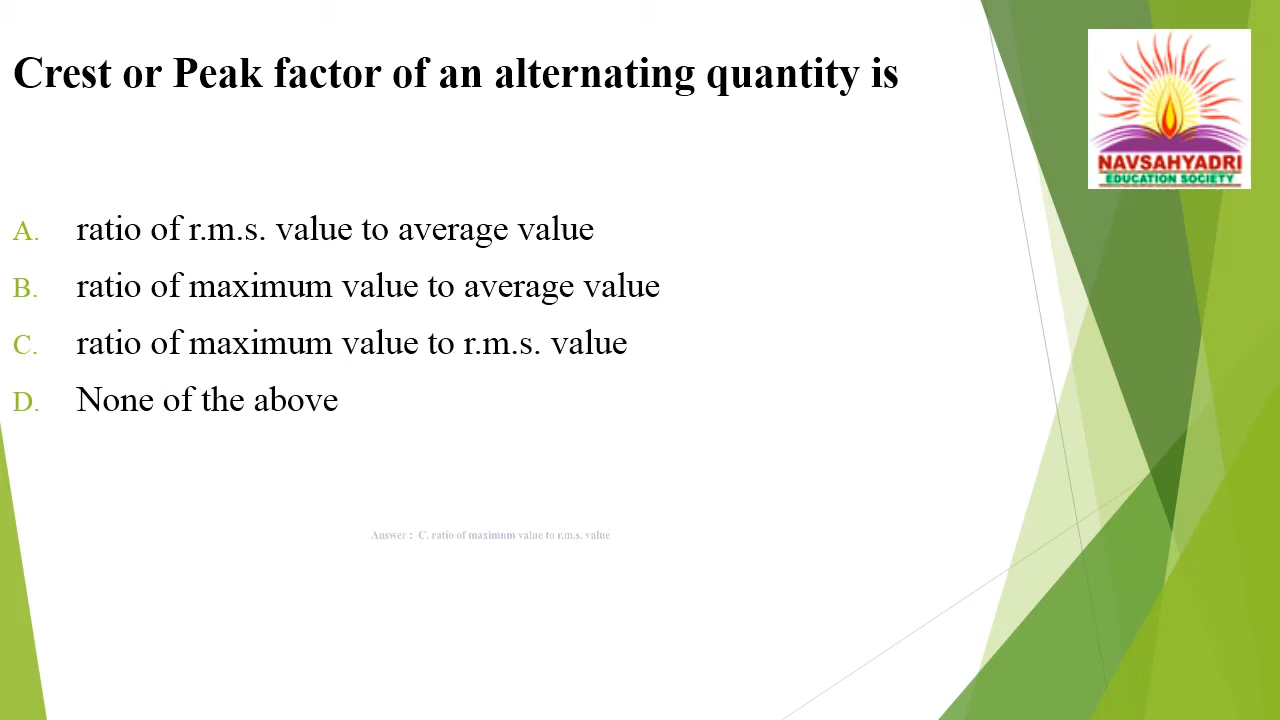 Crest or Peak factor of an alternating quantity is
NAVSAHYADRI
EDUCATION SOCIETY
A. ratio of r.m.s. value to average value
B. ratio of maximum value to average value
C. ratio of maximum value to r.m.s. value
D. None of the above
Answer : C. ratio of maximum value to r.m.s. value